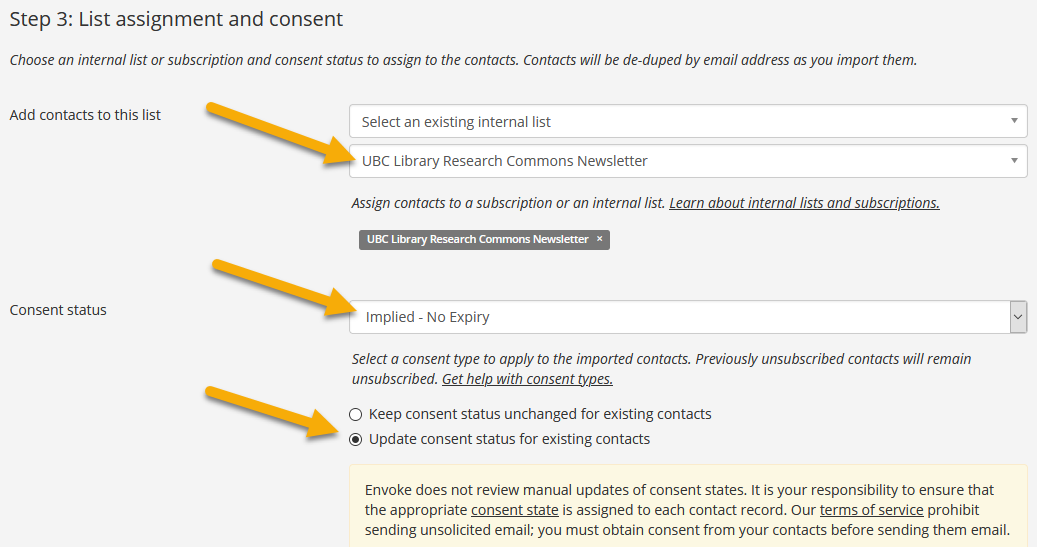 Step 3: List assignment and consent
Choose an internal list or subscription and consent status to assign to the contacts. Contacts will be de-duped by email address as you import them.
Add contacts to this list
Select an existing internal list
UBC Library Research Commons Newsletter
Assign contacts to a subscription or an internal list. Learn about internal lists and subscriptions.
UBC Library Research Commons Newsletter ×
Consent status
Implied - No Expiry
Select a consent type to apply to the imported contacts. Previously unsubscribed contacts will remain
unsubscribed. Get help with consent types.
Keep consent status unchanged for existing contacts
Update consent status for existing contacts
Envoke does not review manual updates of consent states. It is your responsibility to ensure that
the appropriate consent state is assigned to each contact record. Our terms of service prohibit
sending unsolicited email; you must obtain consent from your contacts before sending them email.